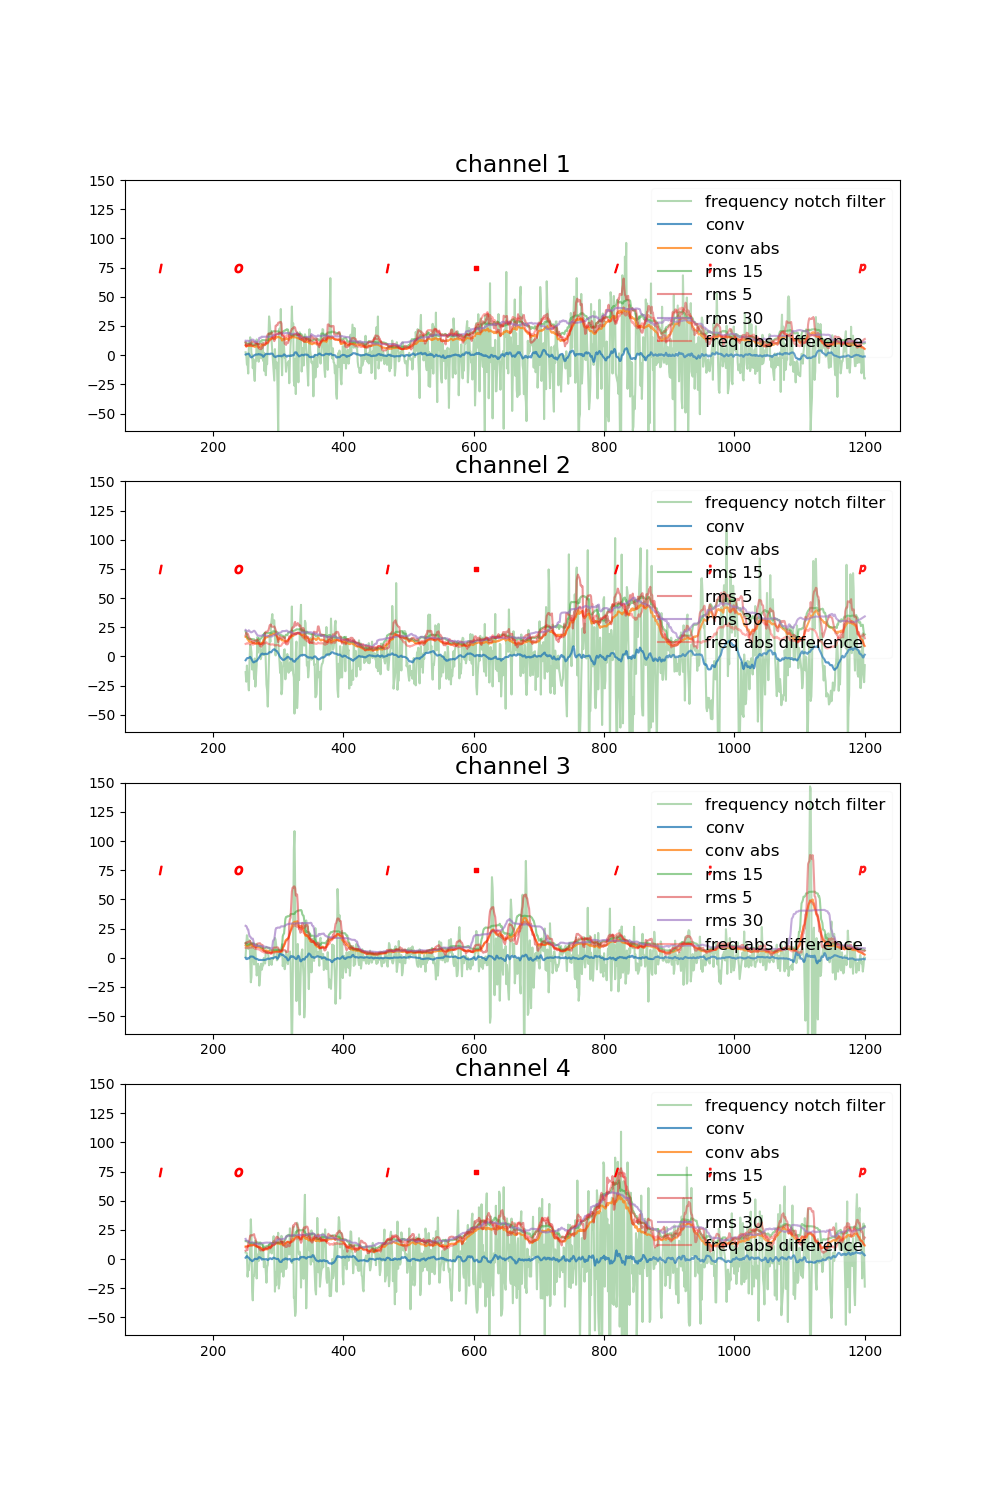 channel 1
150
125
100
75
50
25
0
−25
−50
frequency notch filter
conv
conv abs
rms 15
rms 5
rms 30
freq abs difference
l o l . l i p
200 400 600 800 1000 1200
channel 2
150
125
100
75
50
25
0
−25
−50
frequency notch filter
conv
conv abs
rms 15
rms 5
rms 30
freq abs difference
l o l . l i p
200 400 600 800 1000 1200
channel 3
150
125
100
75
50
25
0
−25
−50
frequency notch filter
conv
conv abs
rms 15
rms 5
rms 30
freq abs difference
l o l . l i p
200 400 600 800 1000 1200
channel 4
150
125
100
75
50
25
0
−25
−50
frequency notch filter
conv
conv abs
rms 15
rms 5
rms 30
freq abs difference
l o l . l i p
200 400 600 800 1000 1200